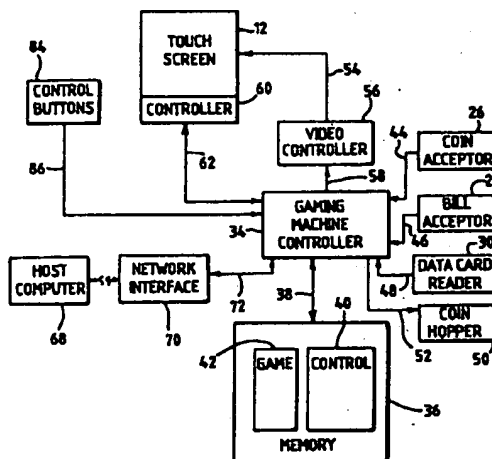 84
CONTROL
BUTTONS
86
TOUCH
SCREEN
CONTROLLER
12
60
62
54
56
VIDEO
CONTROLLER
58
44
26
COIN
ACCEPTOR
BILL
ACCEPTOR
46
34
GAMING
MACHINE
CONTROLLER
30
DATA CARD
READER
48
HOST
COMPUTER
68
NETWORK
INTERFACE
70
72
38
52
COIN
HOPPER
50
42
GAME
40
CONTROL
MEMORY
36